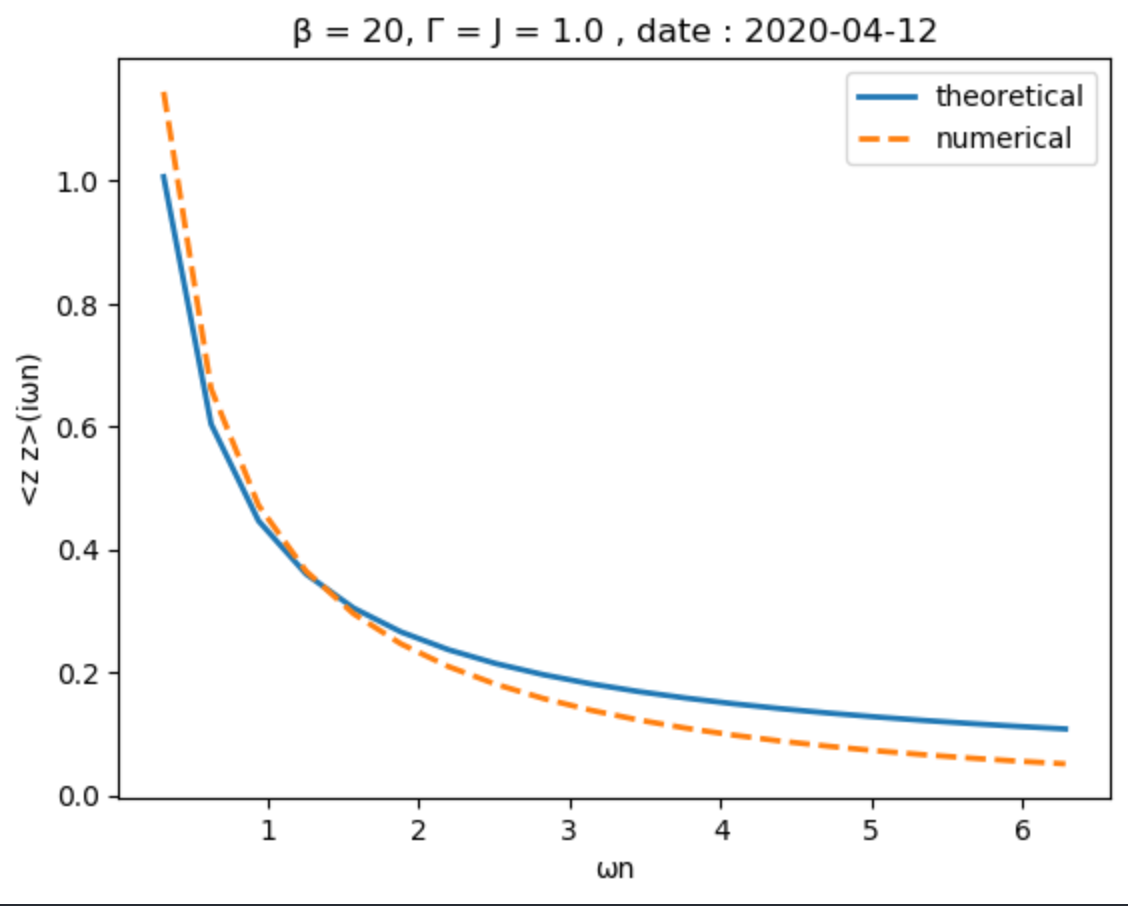 β = 20, Γ = J = 1.0 , date : 2020-04-12
theoretical
numerical
<z z>(iωn)
1.0
0.8
0.6
0.4
0.2
0.0
1 2 3 4 5 6
ωn